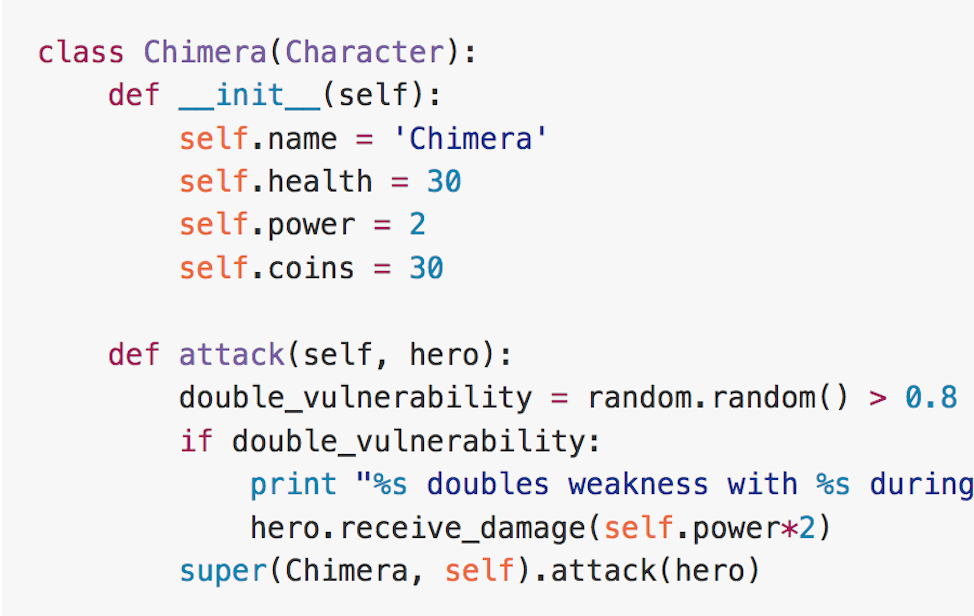 class Chimera(Character):
    def __init__(self):
        self.name = 'Chimera'
        self.health = 30
        self.power = 2
        self.coins = 30

    def attack(self, hero):
        double_vulnerability = random.random() > 0.8
        if double_vulnerability:
            print "%s doubles weakness with %s during
            hero.receive_damage(self.power*2)
        super(Chimera, self).attack(hero)